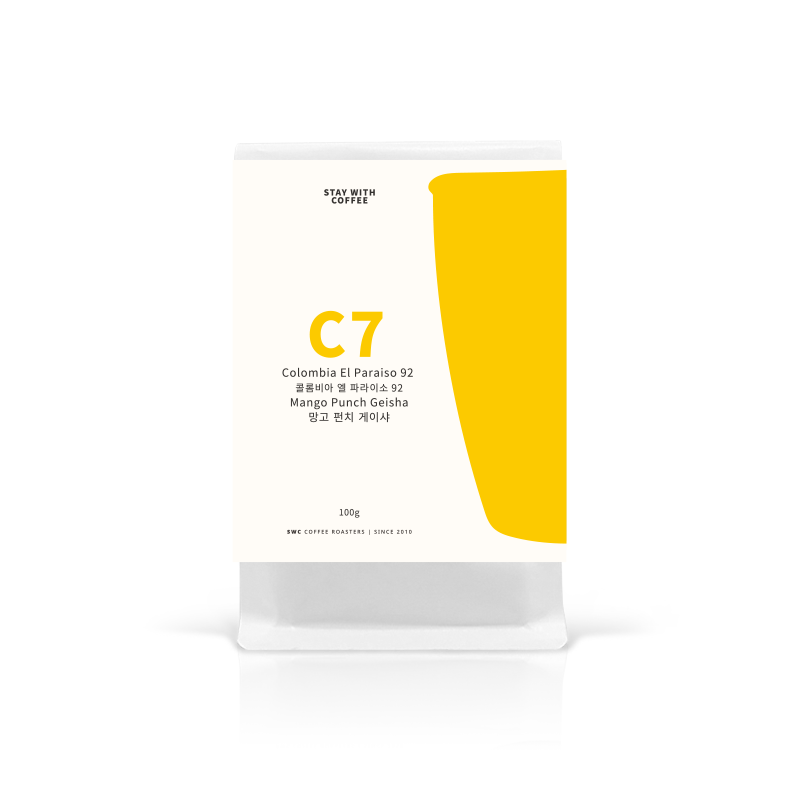 STAY WITH
COFFEE
C7
Colombia El Paraiso 92
콜롬비아 엘 파라이소 92
Mango Punch Geisha
망고 펀치 게이샤
100g
SWC COFFEE ROASTERS | SINCE 2010